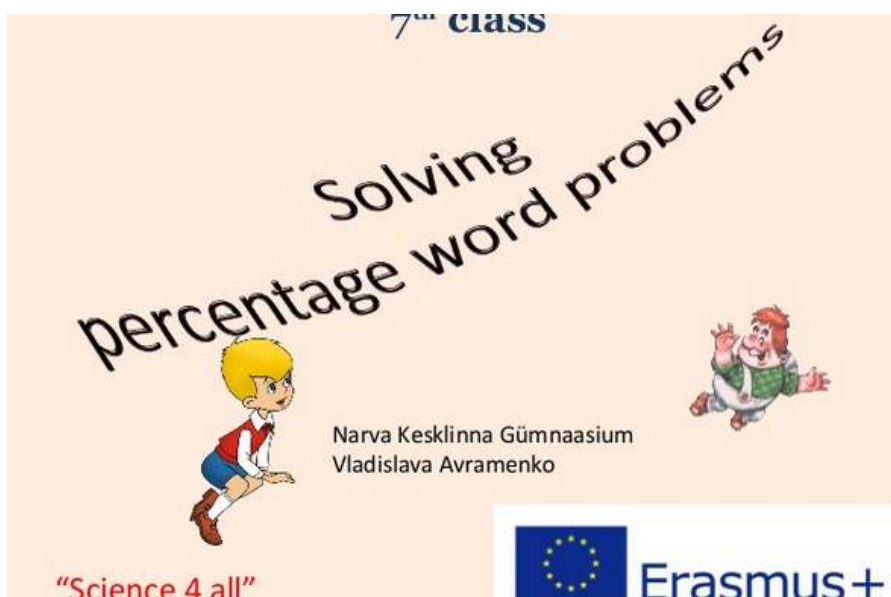 7th class
Solving
percentage word problems
Narva Kesklinna Gümnaasium
Vladislava Avramenko
“Science 4 all”
Erasmus+